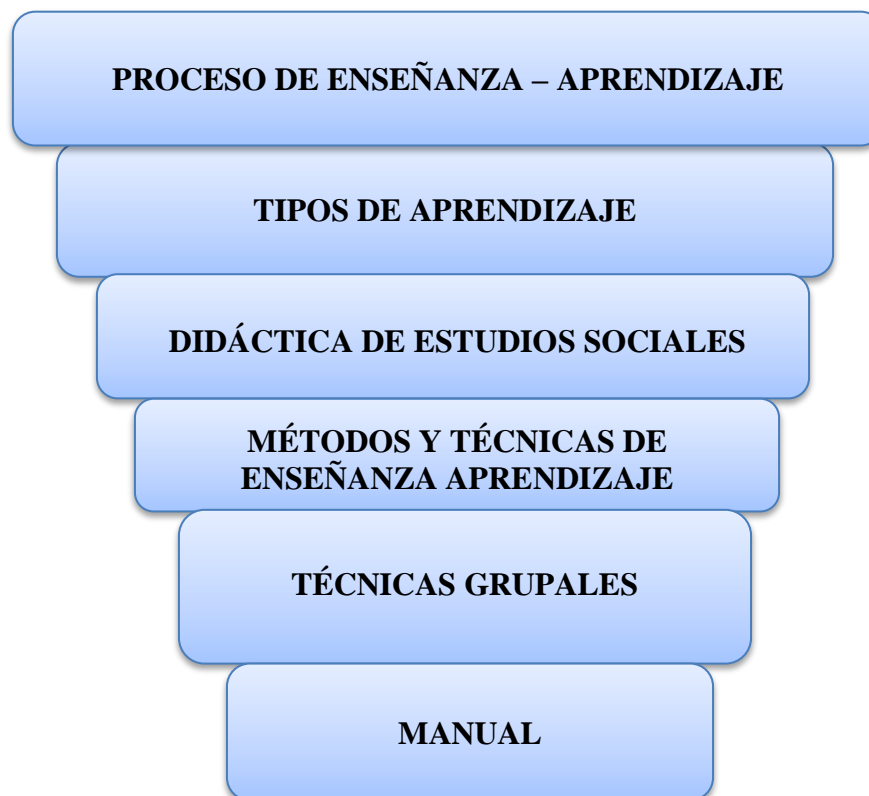 PROCESO DE ENSEÑANZA – APRENDIZAJE
TIPOS DE APRENDIZAJE
DIDÁCTICA DE ESTUDIOS SOCIALES
MÉTODOS Y TÉCNICAS DE
ENSEÑANZA APRENDIZAJE
TÉCNICAS GRUPALES
MANUAL